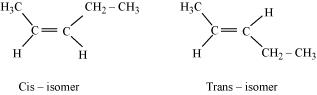 H₃C CH₂ – CH₃ H₃C H
C = C C = C
H H H CH₂ – CH₃
Cis – isomer Trans – isomer